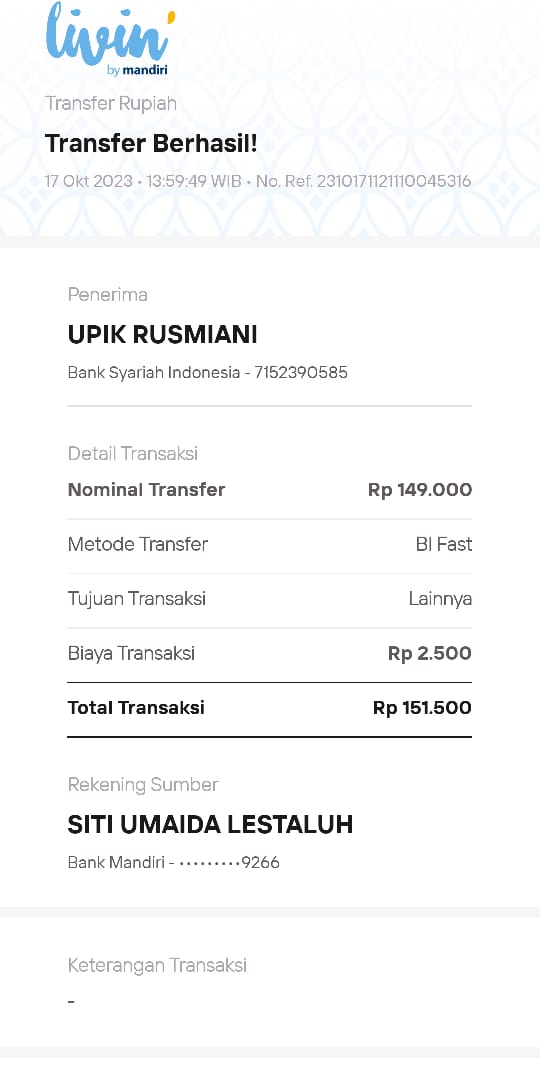 livin'
by mandiri
Transfer Rupiah
Transfer Berhasil!
17 Okt 2023 • 13:59:49 WIB • No. Ref. 2310171121110045316
Penerima
UPIK RUSMIANI
Bank Syariah Indonesia - 7152390585
Detail Transaksi
Nominal Transfer Rp 149.000
Metode Transfer BI Fast
Tujuan Transaksi Lainnya
Biaya Transaksi Rp 2.500
Total Transaksi Rp 151.500
Rekening Sumber
SITI UMAIDA LESTALUH
Bank Mandiri - •••••••••9266
Keterangan Transaksi
-